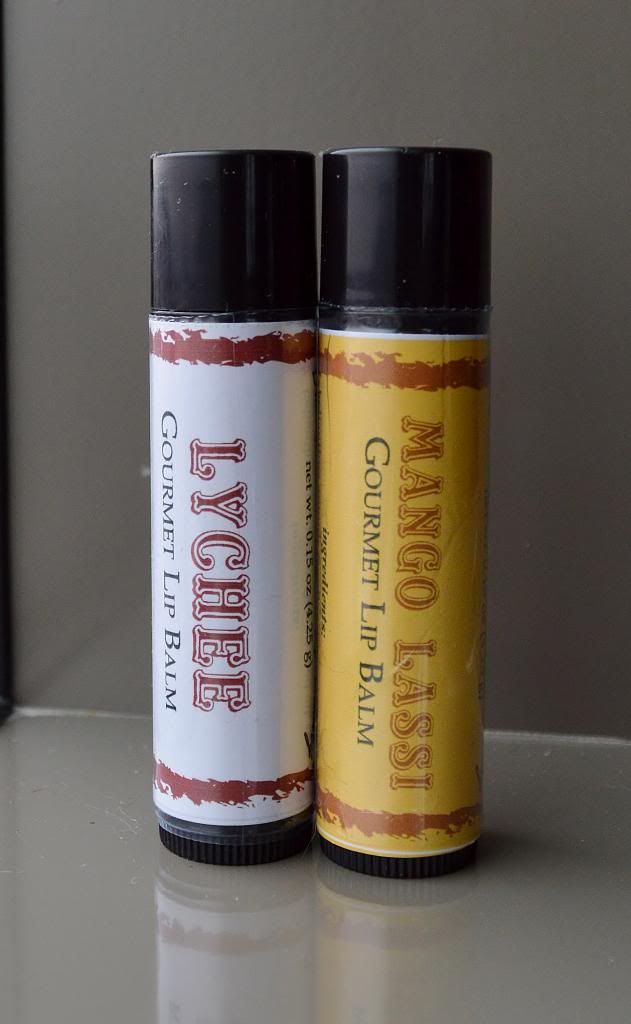 LYCHEE
GOURMET LIP BALM
net wt. 0.15 oz (4.25 g)
MANGO LASSI
GOURMET LIP BALM
ingredients: